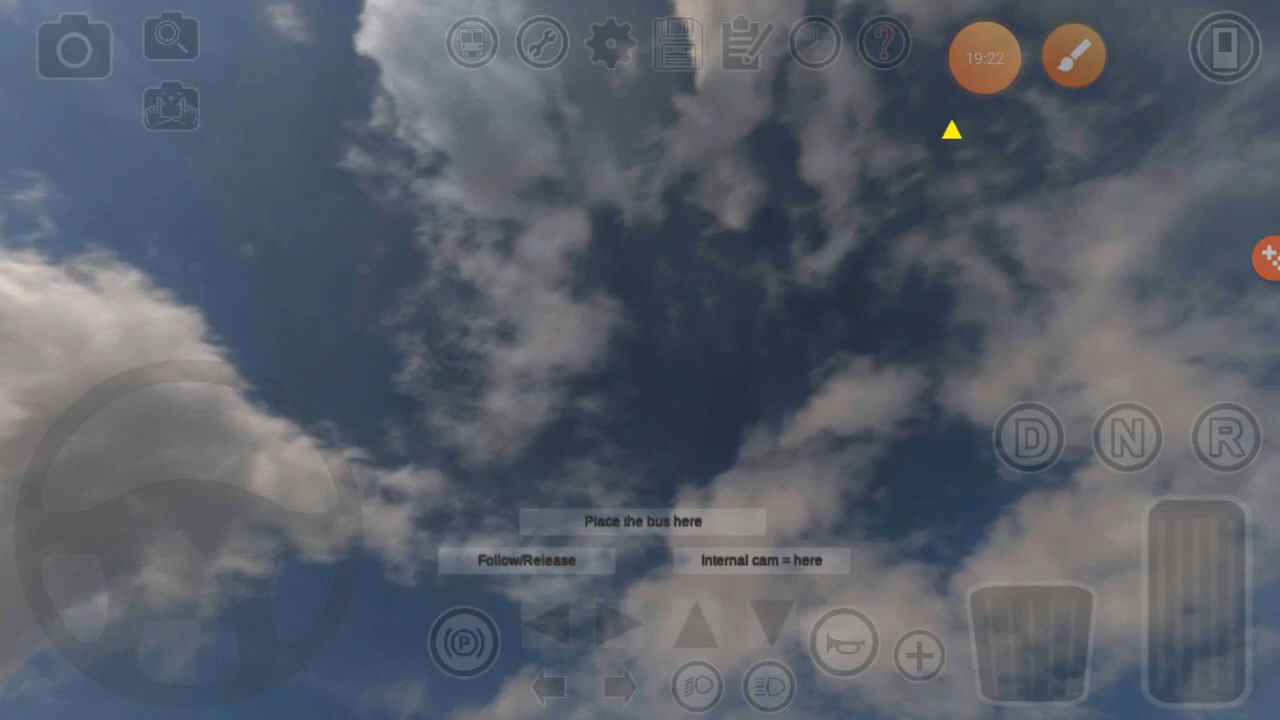 ?
19:22
D N R
Place the bus here
Follow/Release Internal cam = here
P